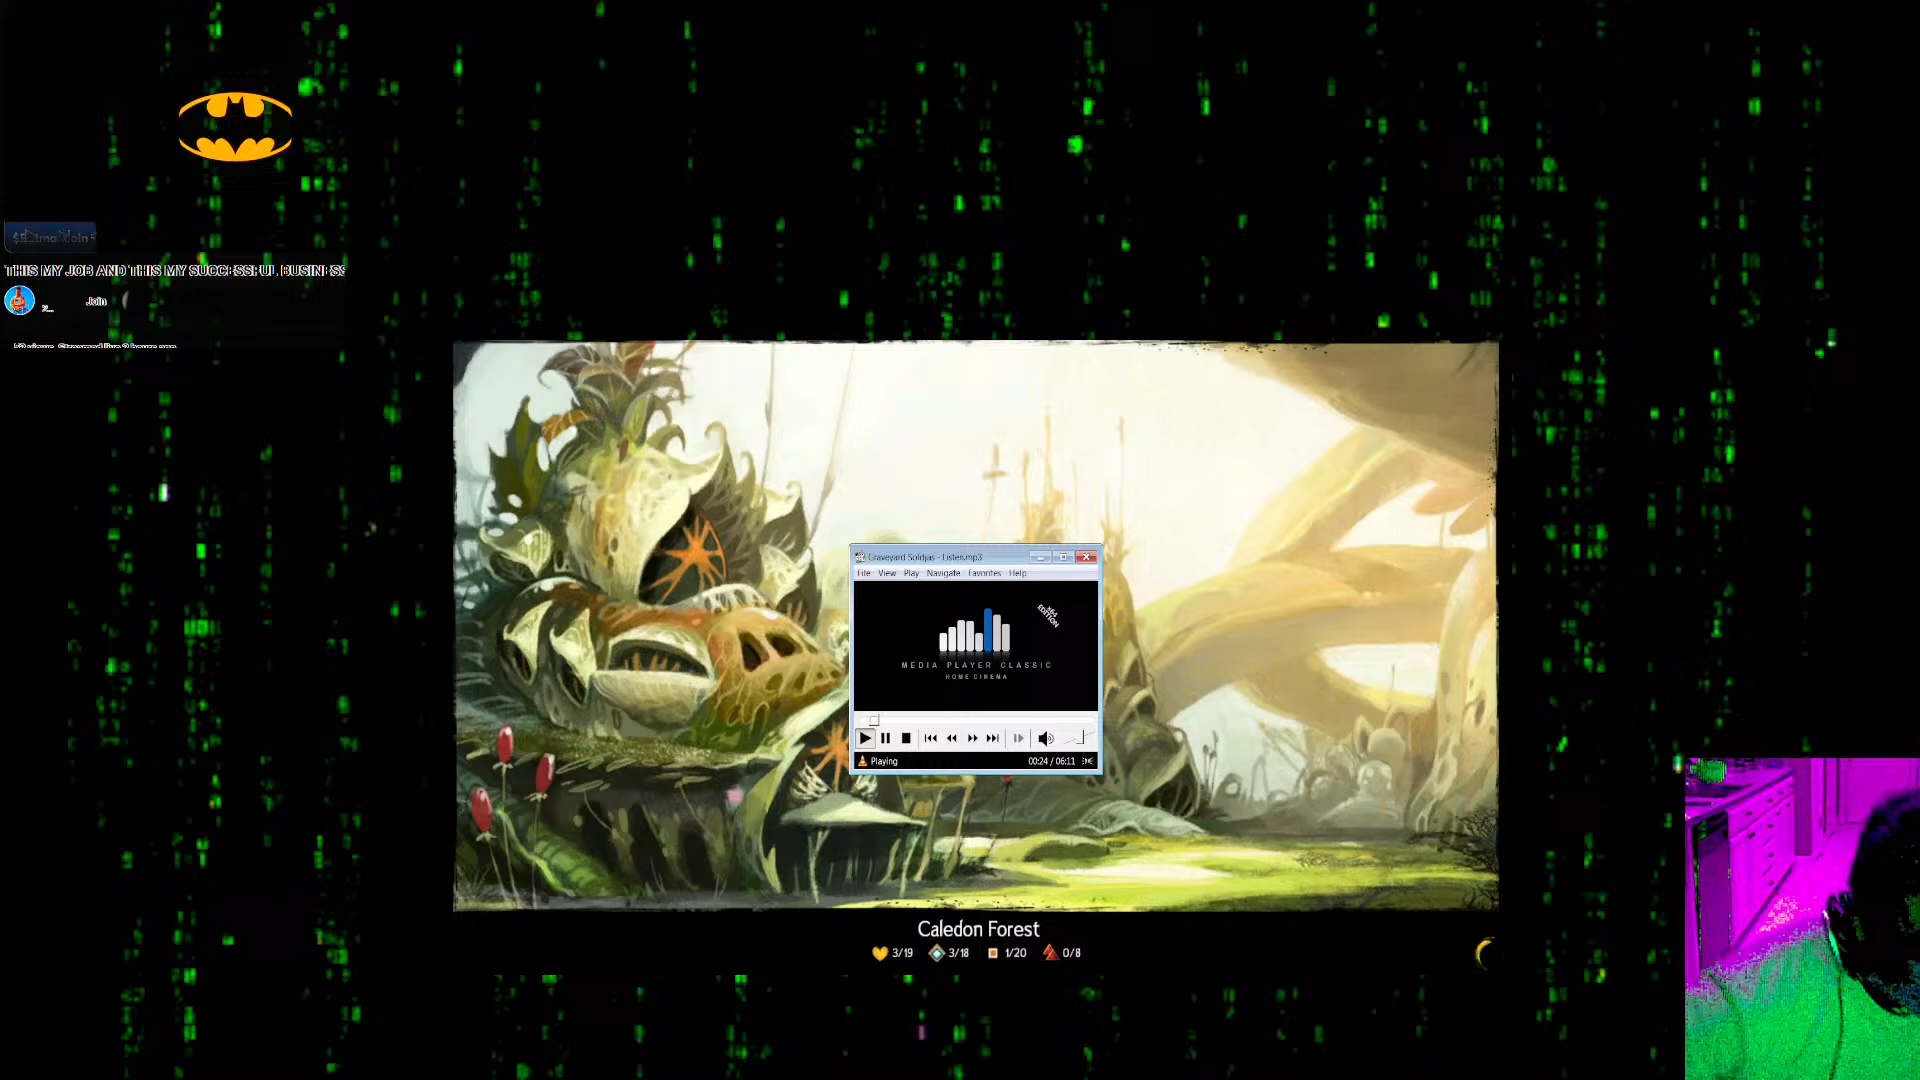 THIS MY JOB AND THIS MY SUCCESSFUL BUSINESS
Join
Graveyard Soldjas - Listen.mp3
File View Play Navigate Favorites Help
x64
EDITION
MEDIA PLAYER CLASSIC
HOME CINEMA
Playing 00:24 / 06:11
Caledon Forest
3/19 3/18 1/20 0/8